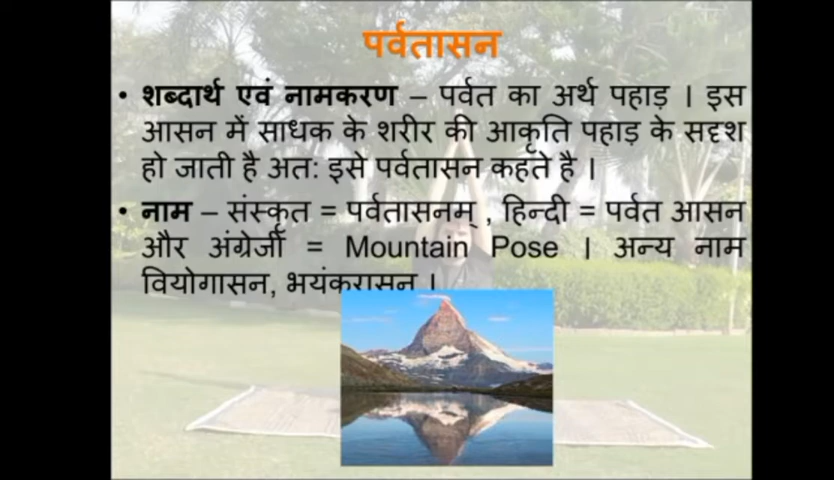 पर्वतासन
• शब्दार्थ एवं नामकरण – पर्वत का अर्थ पहाड़ । इस
आसन में साधक के शरीर की आकृति पहाड़ के सदृश
हो जाती है अत: इसे पर्वतासन कहते है ।
• नाम – संस्कृत = पर्वतासनम् , हिन्दी = पर्वत आसन
और अंग्रेजी = Mountain Pose । अन्य नाम
वियोगासन, भयंकरासन ।